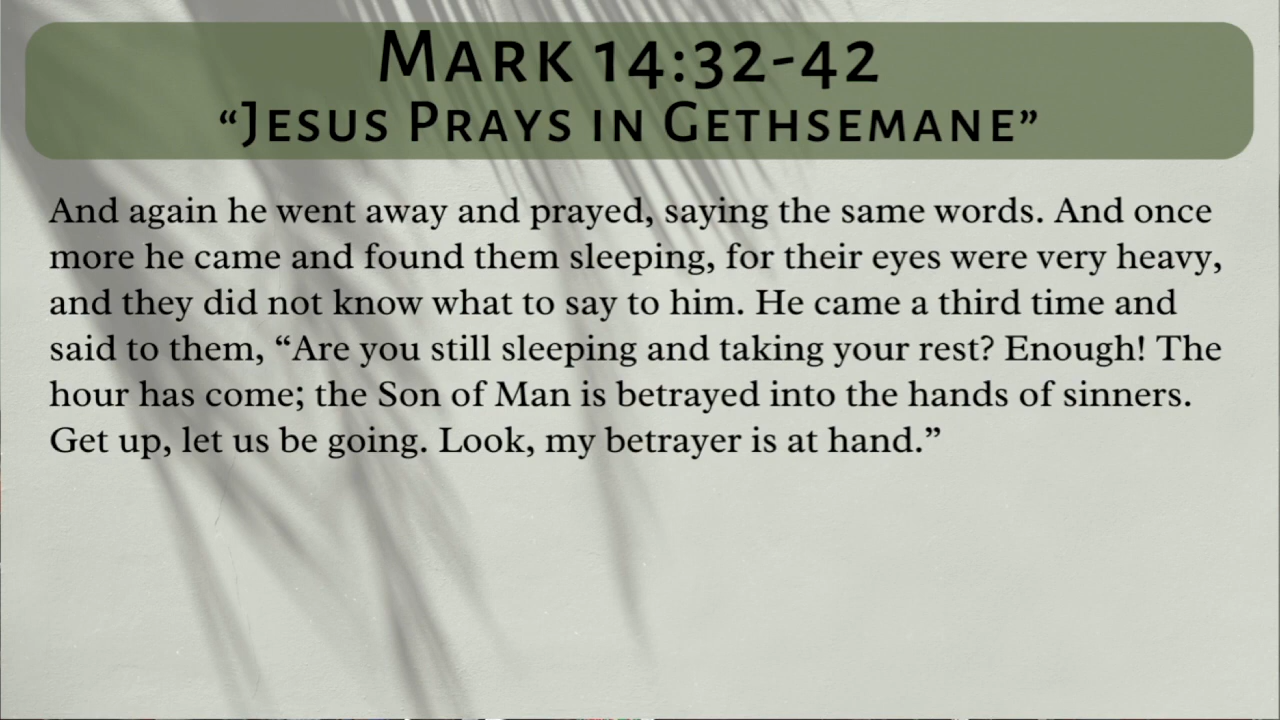 Mark 14:32-42
“Jesus Prays in Gethsemane”
And again he went away and prayed, saying the same words. And once
more he came and found them sleeping, for their eyes were very heavy,
and they did not know what to say to him. He came a third time and
said to them, “Are you still sleeping and taking your rest? Enough! The
hour has come; the Son of Man is betrayed into the hands of sinners.
Get up, let us be going. Look, my betrayer is at hand.”